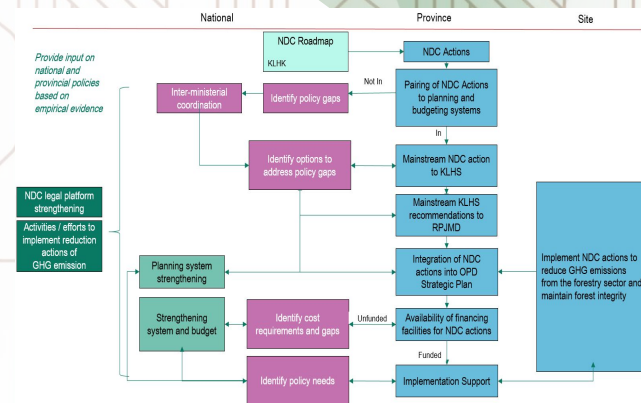 National
Province
Site
Provide input on
national and
provincial policies
based on
empirical evidence
NDC Roadmap
KLHK
NDC Actions
Inter-ministerial
coordination
Identify policy gaps
Not In
Pairing of NDC Actions
to planning and
budgeting systems
In
Identify options to
address policy gaps
Mainstream NDC action
to KLHS
NDC legal platform
strengthening
Activities / efforts to
implement reduction
actions of
GHG emission
Mainstream KLHS
recommendations to
RPJMD
Planning system
strengthening
Integration of NDC
actions into OPD
Strategic Plan
Implement NDC actions to
reduce GHG emissions
from the forestry sector and
maintain forest integrity
Strengthening
system and budget
Identify cost
requirements and gaps
Unfunded
Availability of financing
facilities for NDC actions
Funded
Identify policy needs
Implementation Support